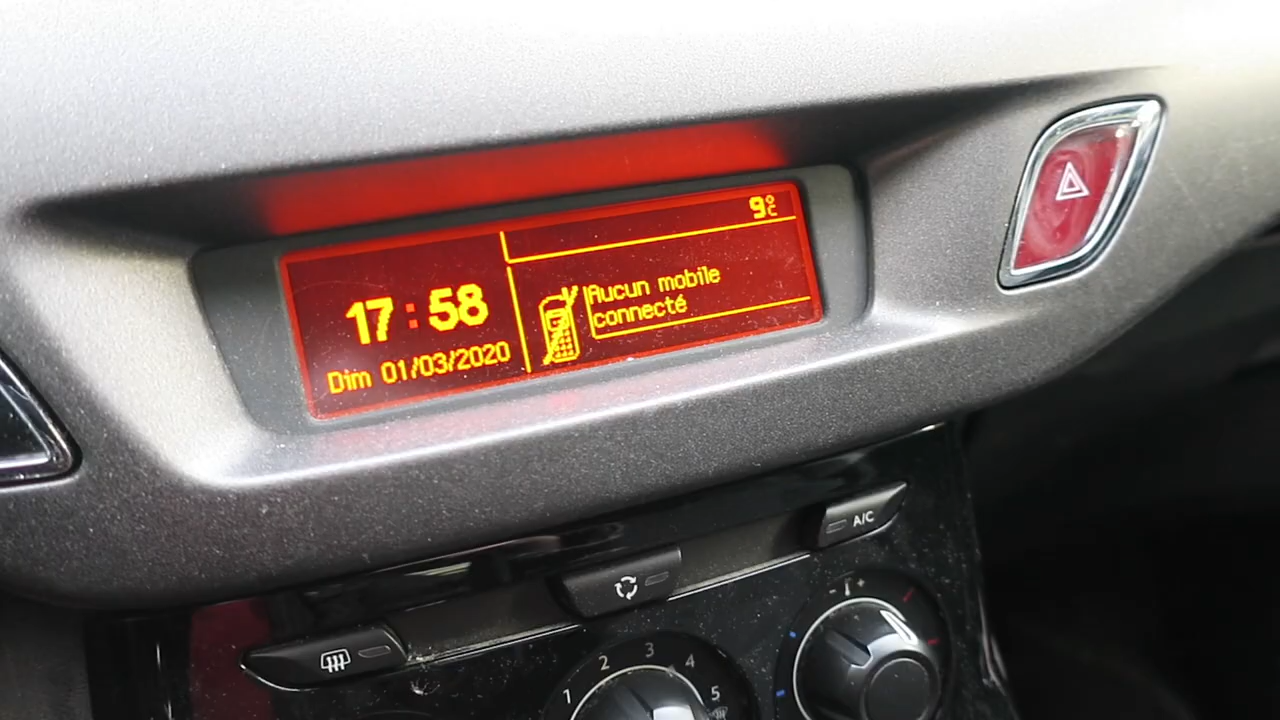 9°C
17:58
Dim 01/03/2020
Aucun mobile
connecté
A/C
1 2 3 4 5